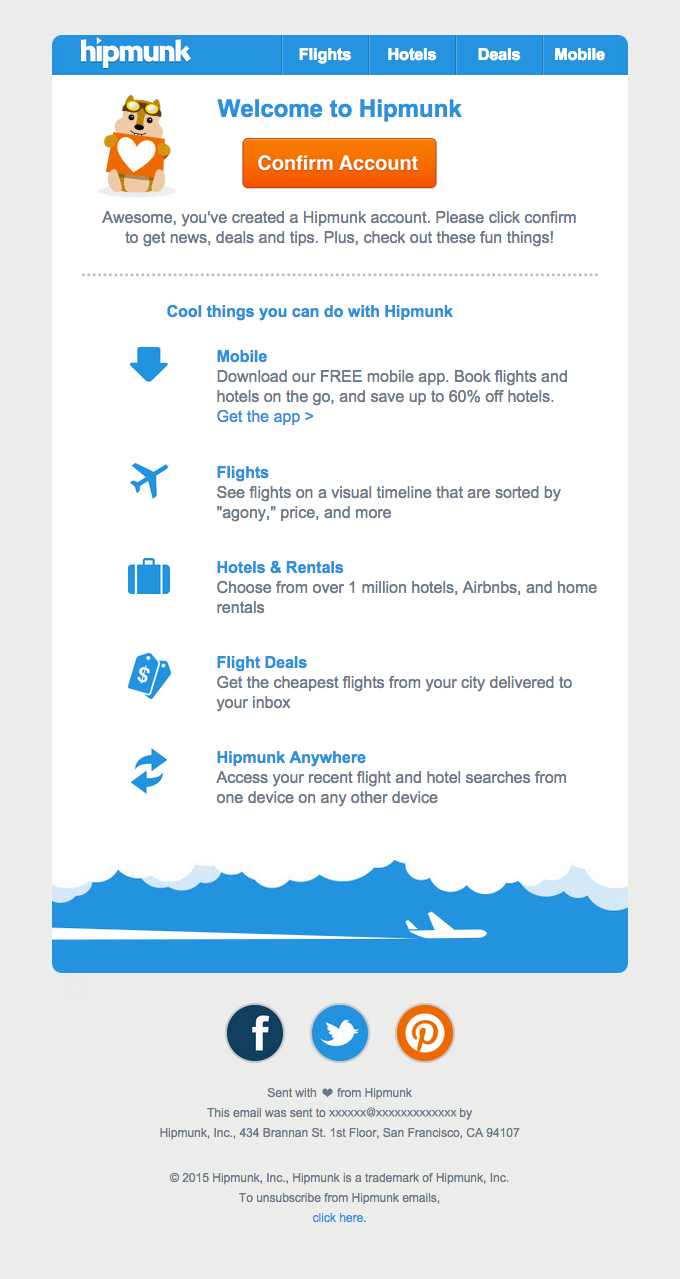 hipmunk
Flights
Hotels
Deals
Mobile
Welcome to Hipmunk
Confirm Account
Awesome, you've created a Hipmunk account. Please click confirm
to get news, deals and tips. Plus, check out these fun things!
Cool things you can do with Hipmunk
Mobile
Download our FREE mobile app. Book flights and
hotels on the go, and save up to 60% off hotels.
Get the app >
Flights
See flights on a visual timeline that are sorted by
"agony," price, and more
Hotels & Rentals
Choose from over 1 million hotels, Airbnbs, and home
rentals
$
Flight Deals
Get the cheapest flights from your city delivered to
your inbox
Hipmunk Anywhere
Access your recent flight and hotel searches from
one device on any other device
Sent with ❤ from Hipmunk
This email was sent to xxxxxx@xxxxxxxxxxxxx by
Hipmunk, Inc., 434 Brannan St. 1st Floor, San Francisco, CA 94107
© 2015 Hipmunk, Inc., Hipmunk is a trademark of Hipmunk, Inc.
To unsubscribe from Hipmunk emails,
click here.